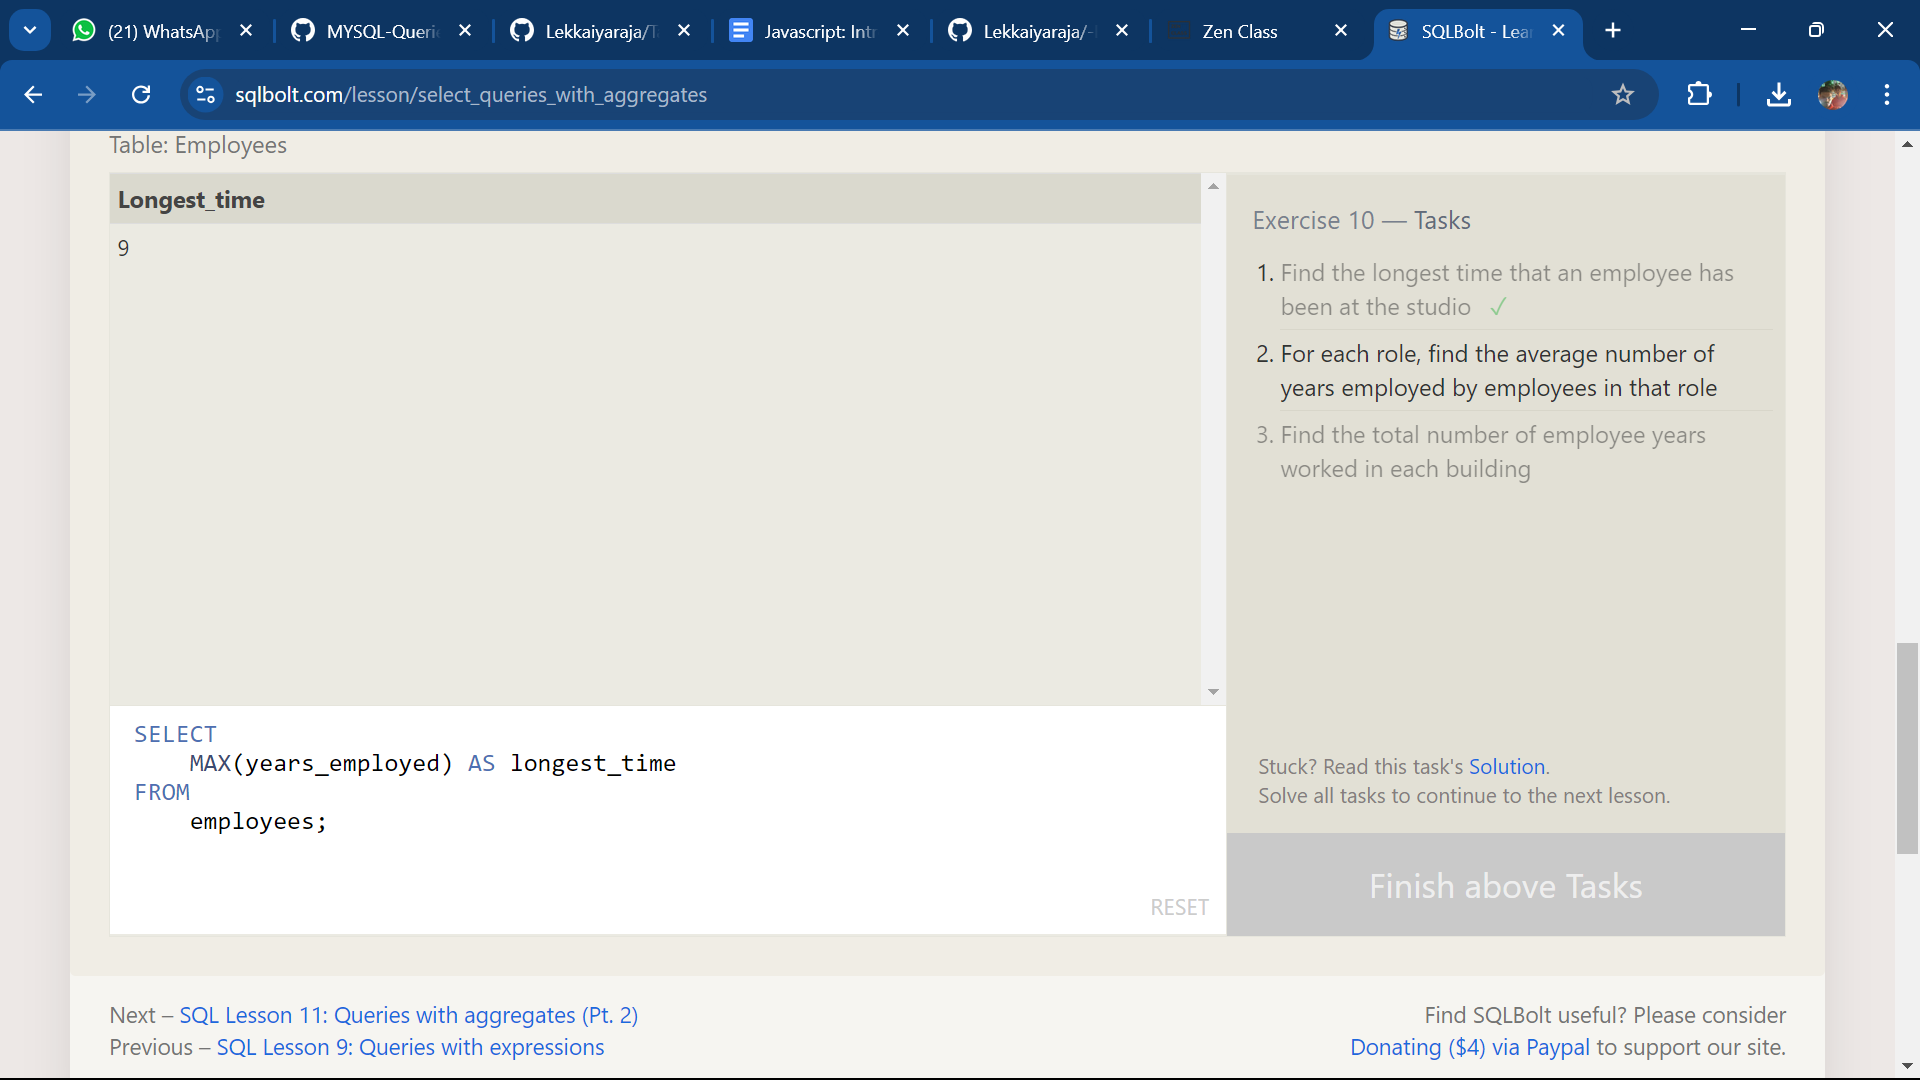 (21) WhatsAp
MYSQL-Queri
Lekkaiyaraja/T
Javascript: Intr
Lekkaiyaraja/-
Zen Class
SQLBolt - Lear
sqlbolt.com/lesson/select_queries_with_aggregates
Table: Employees
Longest_time
9
Exercise 10 — Tasks
1. Find the longest time that an employee has
been at the studio ✓
2. For each role, find the average number of
years employed by employees in that role
3. Find the total number of employee years
worked in each building
SELECT
MAX(years_employed) AS longest_time
FROM
employees;
RESET
Stuck? Read this task's Solution.
Solve all tasks to continue to the next lesson.
Finish above Tasks
Next – SQL Lesson 11: Queries with aggregates (Pt. 2)
Previous – SQL Lesson 9: Queries with expressions
Find SQLBolt useful? Please consider
Donating ($4) via Paypal to support our site.